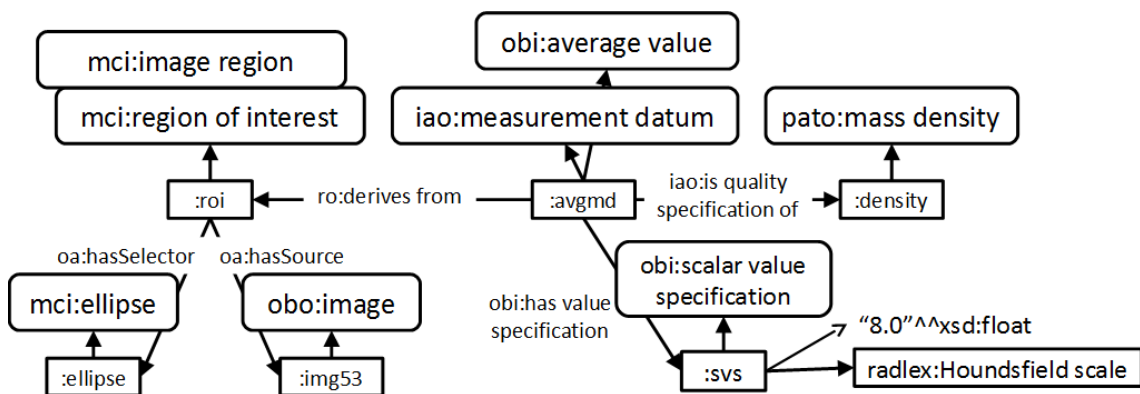 obi:average value
mci:image region
mci:region of interest
iao:measurement datum
pato:mass density
:roi
ro:derives from
:avgmd
iao:is quality
specification of
:density
oa:hasSelector
oa:hasSource
mci:ellipse
obo:image
obi:has value
specification
obi:scalar value
specification
"8.0"^^xsd:float
:ellipse
:img53
:svs
radlex:Houndsfield scale